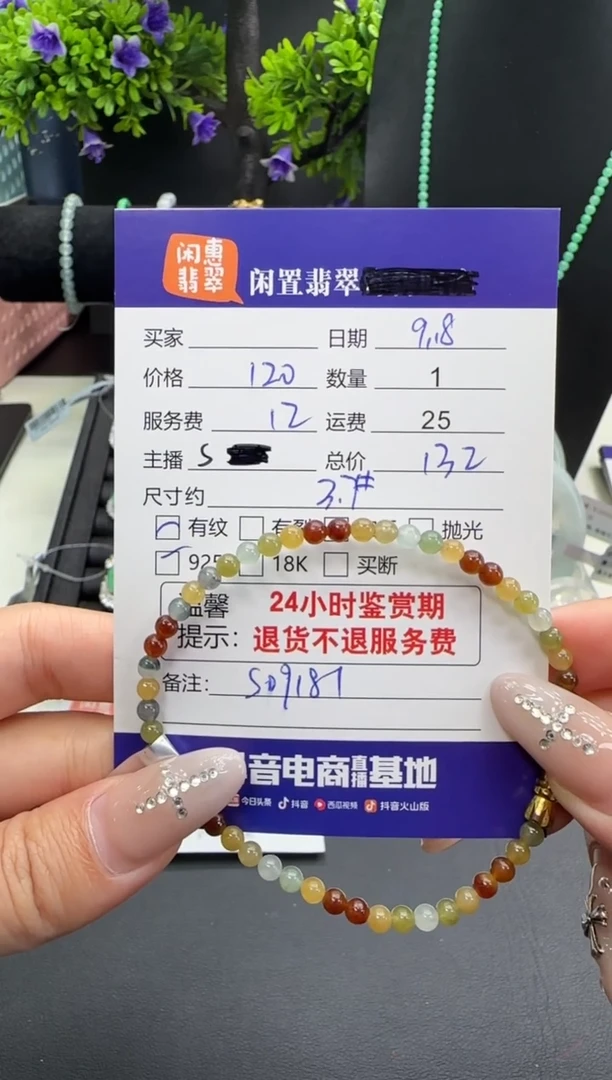 闲惠
翡翠
闲置翡翠
买家 日期 9.18
价格 120 数量 1
服务费 12 运费 25
主播 S 总价 132
尺寸约 3.7#
有纹 抛光
925 18K 买断
温馨 24小时鉴赏期
提示: 退货不退服务费
备注: S09181
音电商直播基地
今日头条 抖音 西瓜视频 抖音火山版